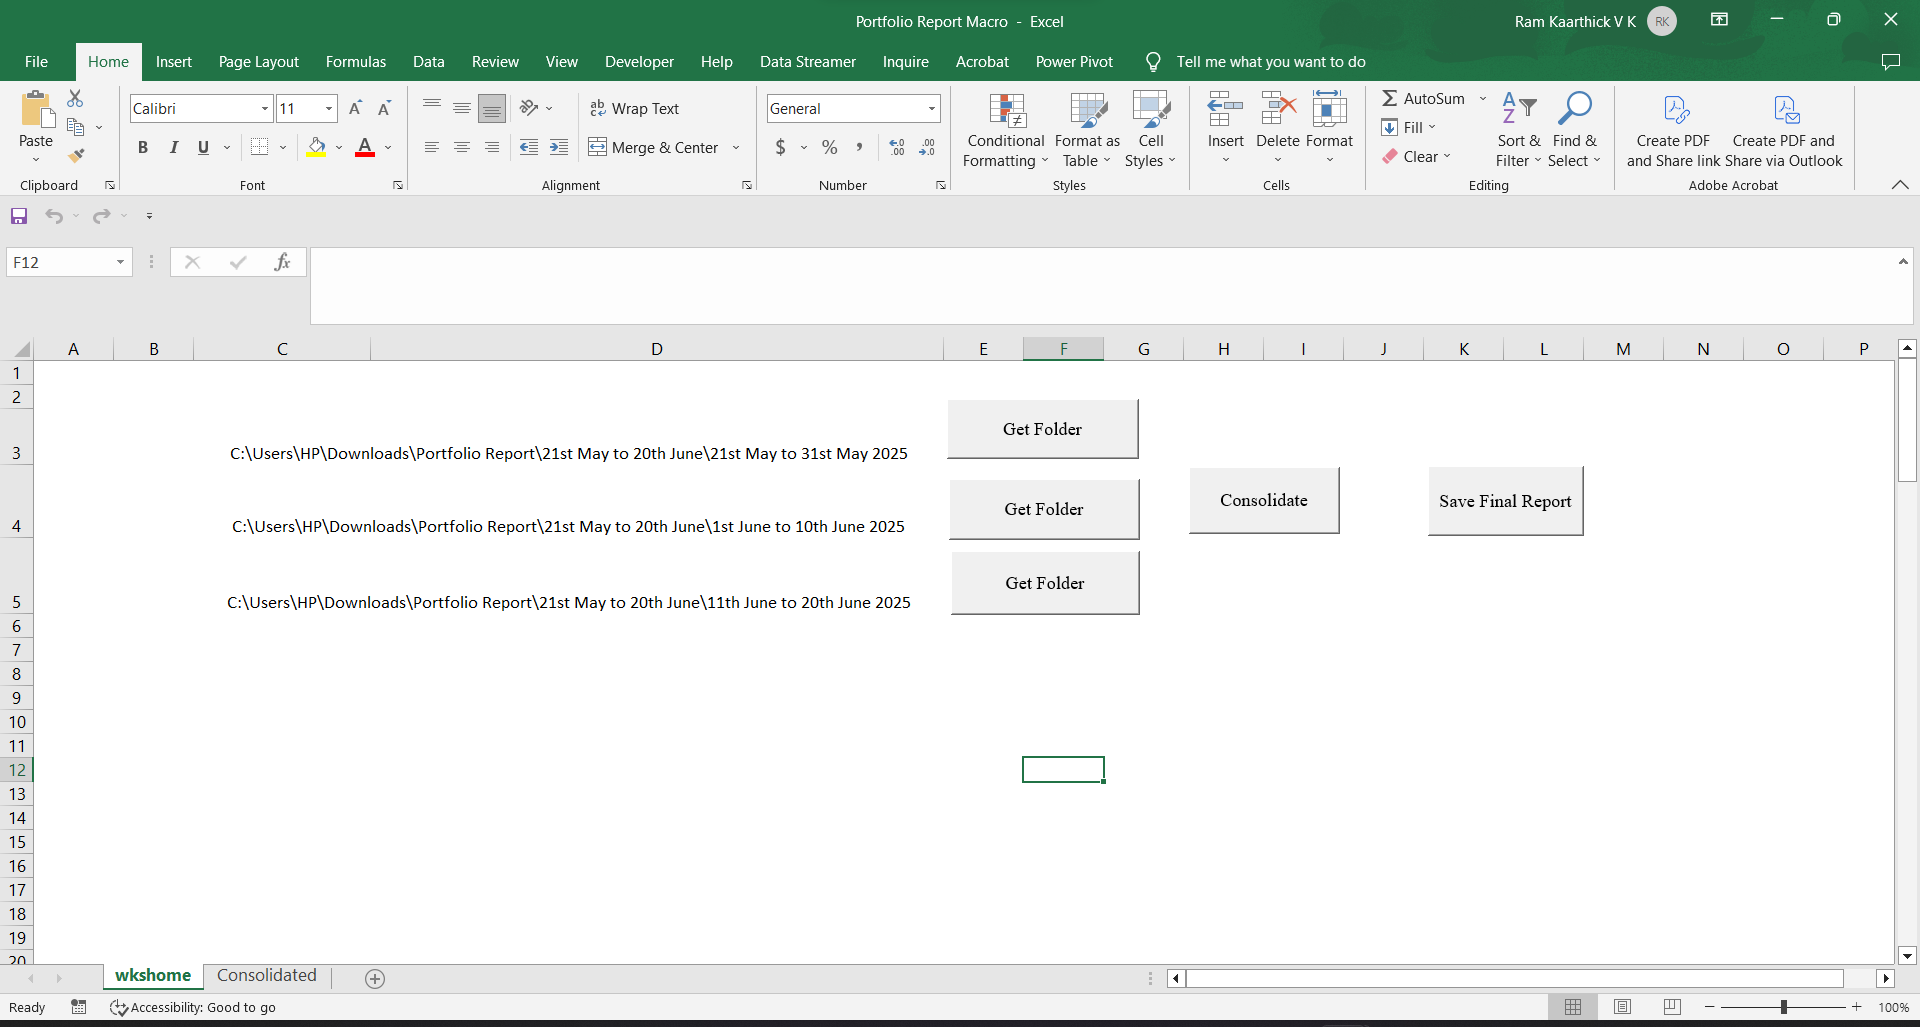 Portfolio Report Macro - Excel
Ram Kaarthick V K RK
File Home Insert Page Layout Formulas Data Review View Developer Help Data Streamer Inquire Acrobat Power Pivot Tell me what you want to do
Paste
Clipboard
Calibri 11
B I U
Font
Wrap Text
Merge & Center
Alignment
General
$ % ,
Number
Conditional Formatting
Format as Table
Cell Styles
Styles
Insert Delete Format
Cells
AutoSum
Fill
Clear
Sort & Filter
Find & Select
Editing
Create PDF and Share link
Create PDF and Share via Outlook
Adobe Acrobat
F12
fx
A B C D E F G H I J K L M N O P
1
2
3 C:\Users\HP\Downloads\Portfolio Report\21st May to 20th June\21st May to 31st May 2025 Get Folder
4 C:\Users\HP\Downloads\Portfolio Report\21st May to 20th June\1st June to 10th June 2025 Get Folder Consolidate Save Final Report
5 C:\Users\HP\Downloads\Portfolio Report\21st May to 20th June\11th June to 20th June 2025 Get Folder
6
7
8
9
10
11
12
13
14
15
16
17
18
19
20
wkshome Consolidated
Ready Accessibility: Good to go 100%